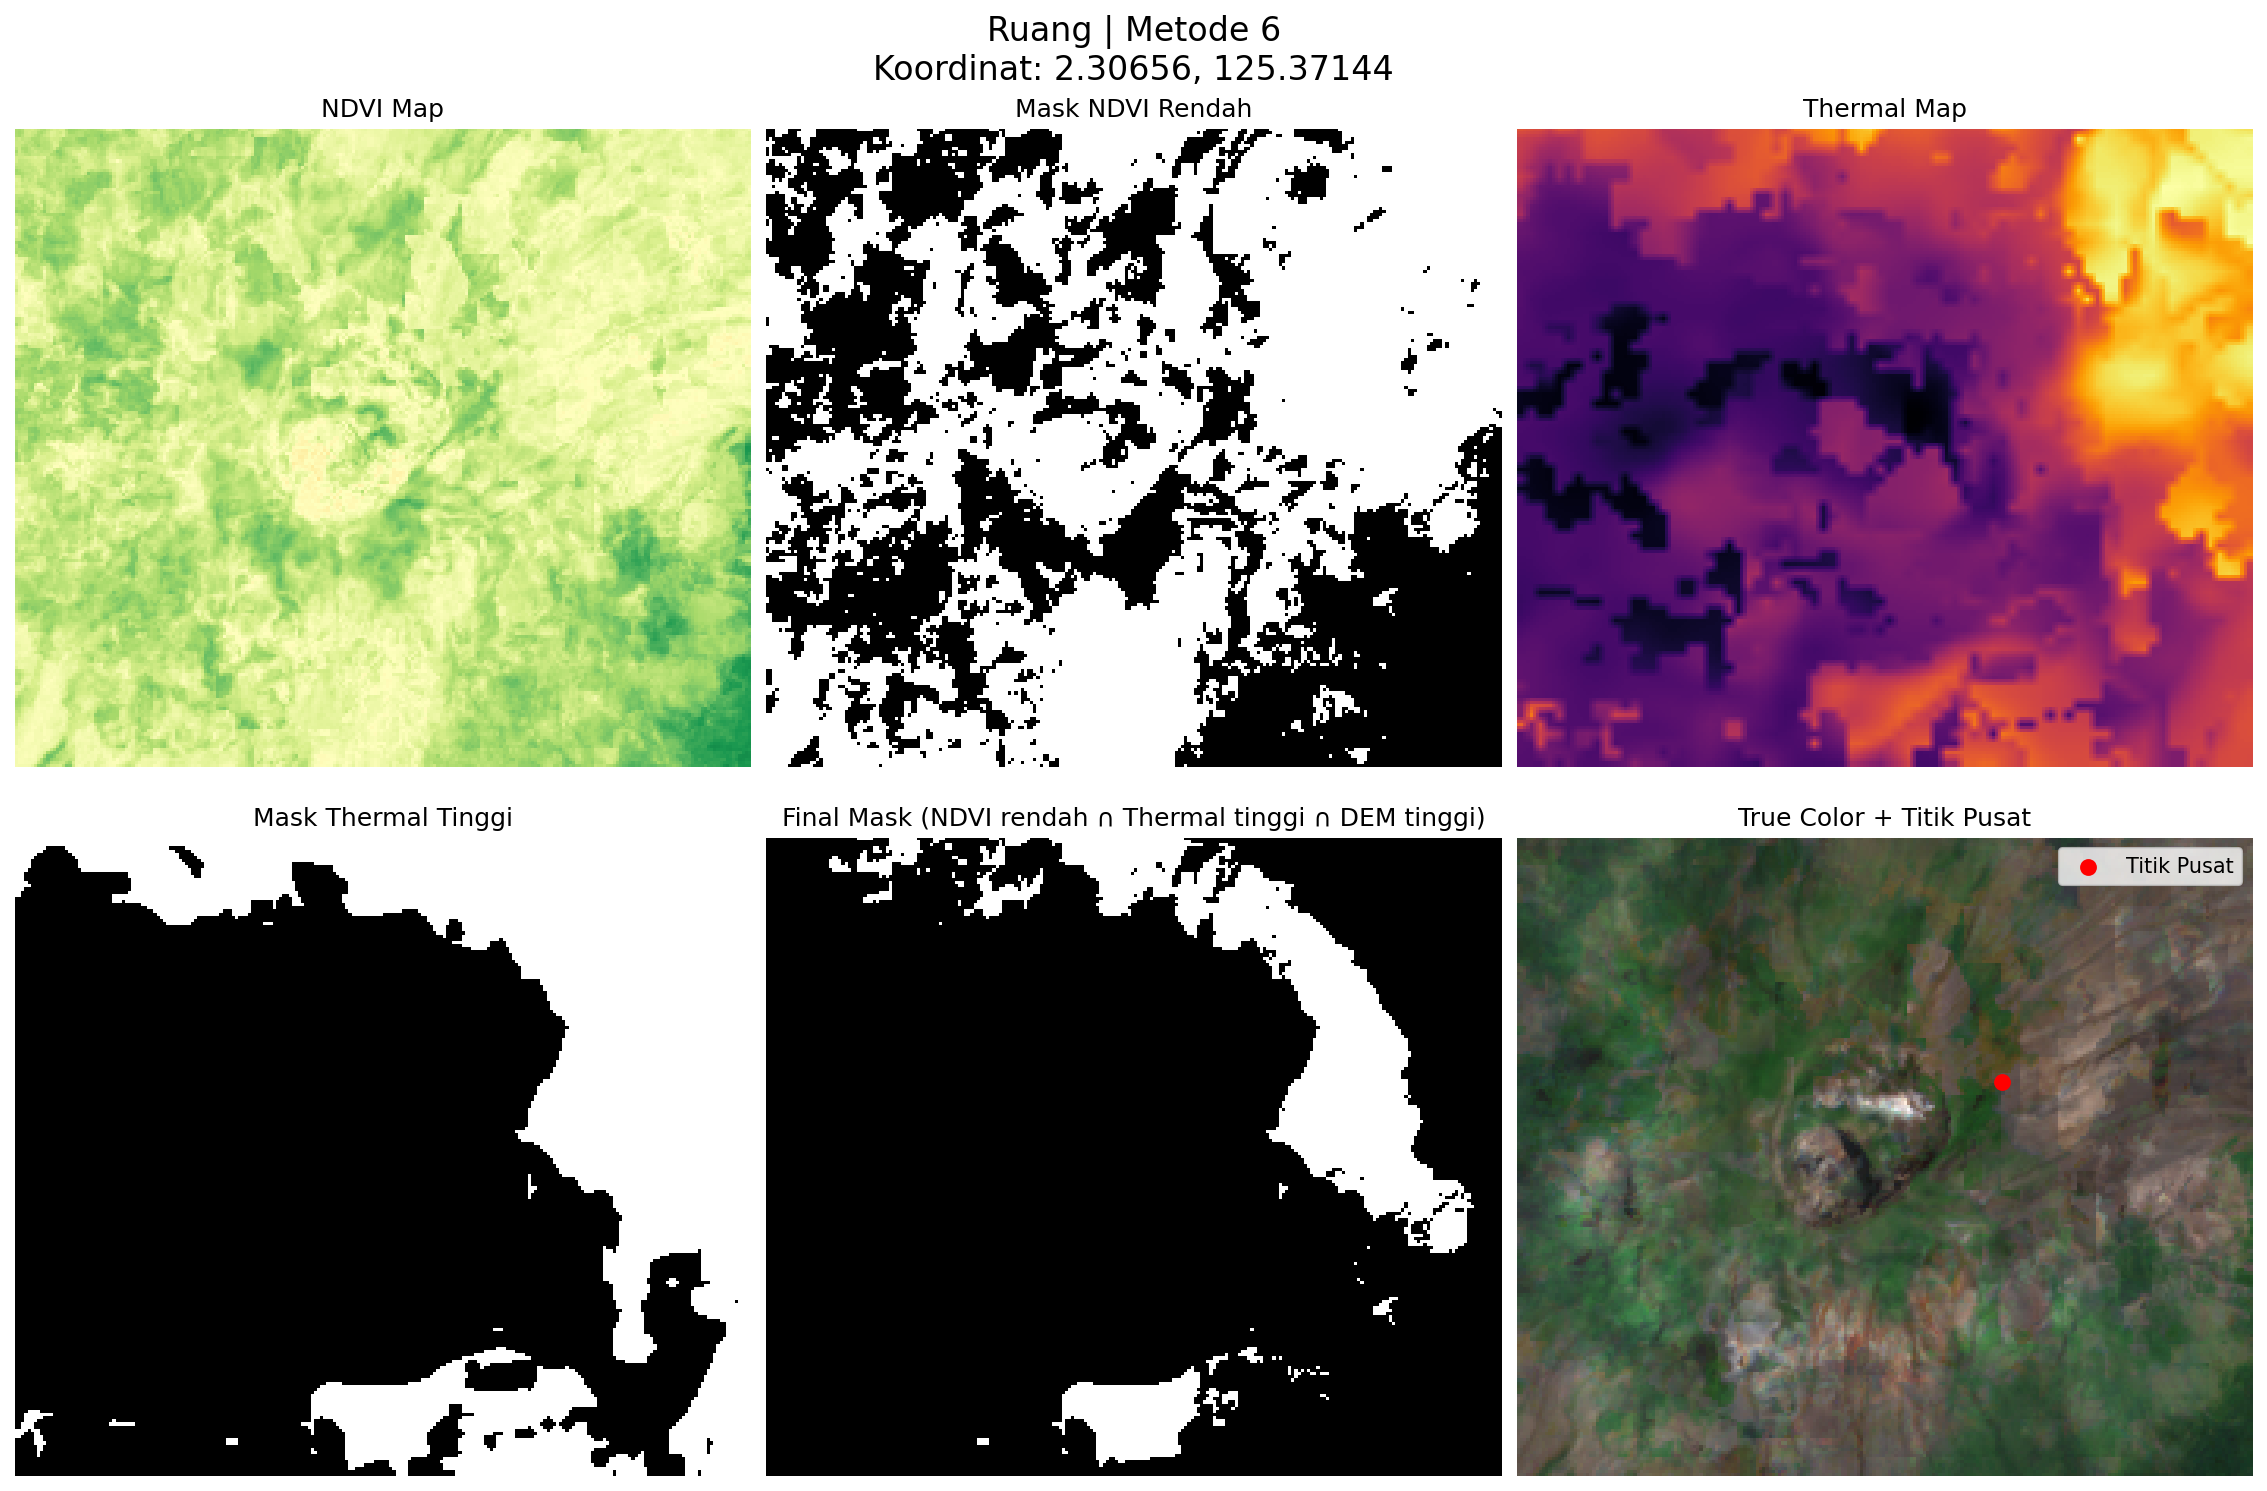 Ruang | Metode 6
Koordinat: 2.30656, 125.37144
NDVI Map
Mask NDVI Rendah
Thermal Map
Mask Thermal Tinggi
Final Mask (NDVI rendah ∩ Thermal tinggi ∩ DEM tinggi)
True Color + Titik Pusat
Titik Pusat